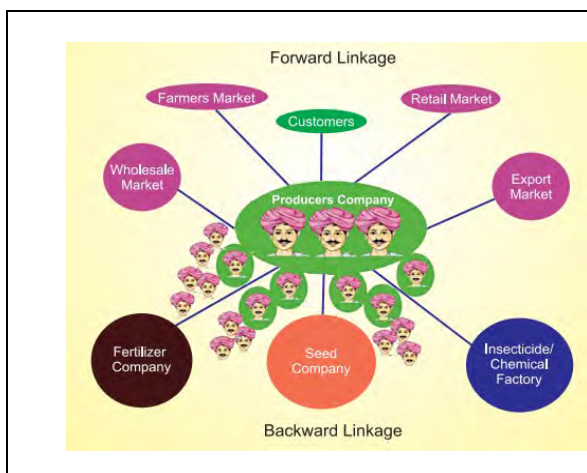 Forward Linkage
Farmers Market
Retail Market
Customers
Wholesale
Market
Producers Company
Export
Market
Fertilizer
Company
Seed
Company
Insecticide/
Chemical
Factory
Backward Linkage